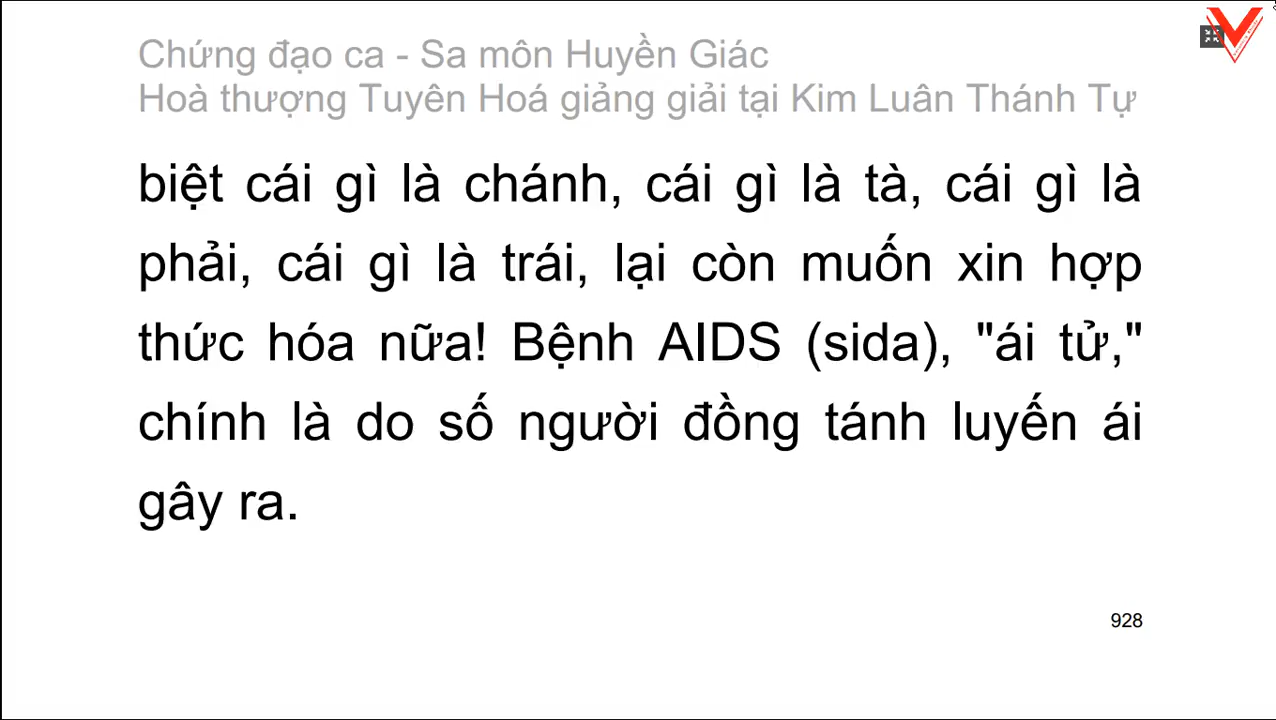 Chứng đạo ca - Sa môn Huyền Giác
Hoà thượng Tuyên Hoá giảng giải tại Kim Luân Thánh Tự
biệt cái gì là chánh, cái gì là tà, cái gì là
phải, cái gì là trái, lại còn muốn xin hợp
thức hóa nữa! Bệnh AIDS (sida), "ái tử,"
chính là do số người đồng tánh luyến ái
gây ra.
928